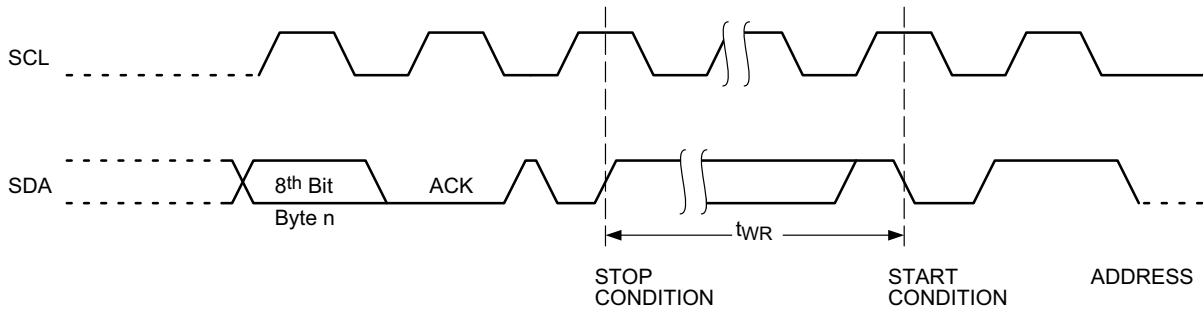 SCL
SDA
8th Bit
ACK
Byte n
tWR
STOP
CONDITION
START
CONDITION
ADDRESS